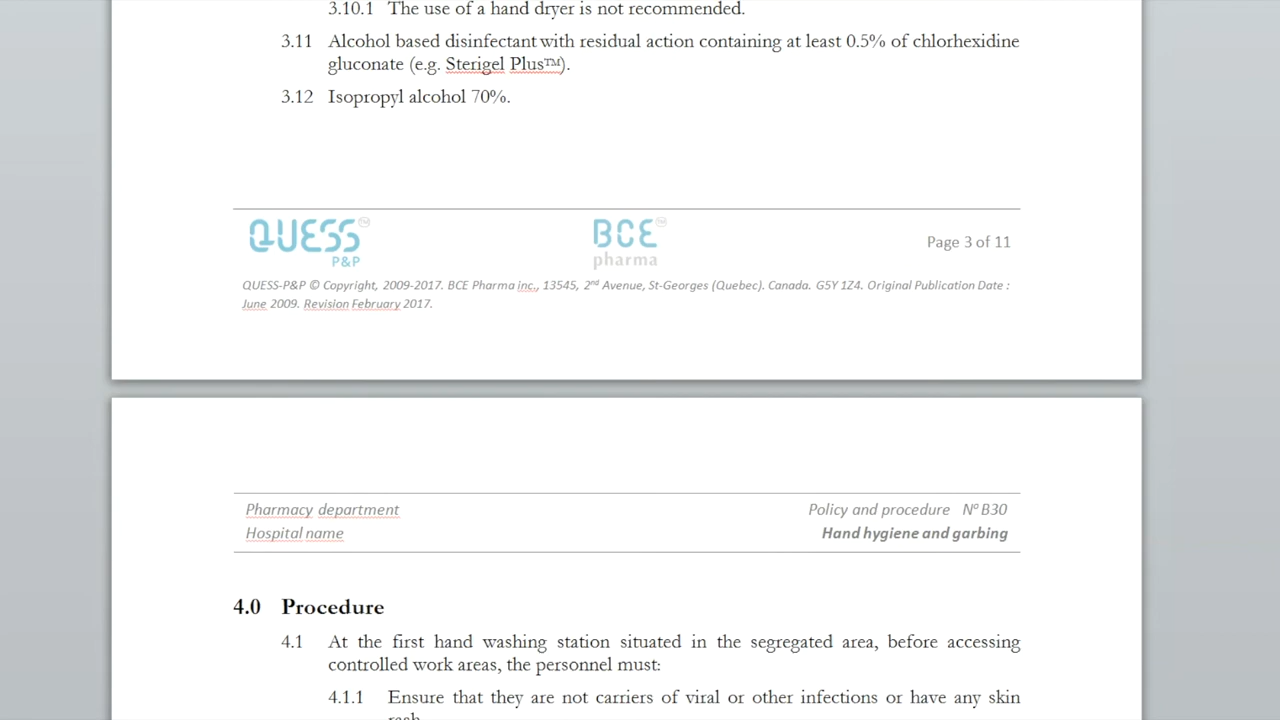 3.10.1 The use of a hand dryer is not recommended.
3.11 Alcohol based disinfectant with residual action containing at least 0.5% of chlorhexidine
gluconate (e.g. Sterigel Plus™).
3.12 Isopropyl alcohol 70%.
QUESS™
P&P
BCE™
pharma
Page 3 of 11
QUESS-P&P © Copyright, 2009-2017. BCE Pharma inc., 13545, 2nd Avenue, St-Georges (Quebec). Canada. G5Y 1Z4. Original Publication Date :
June 2009. Revision February 2017.
Pharmacy department
Policy and procedure Nº B30
Hospital name
Hand hygiene and garbing
4.0 Procedure
4.1 At the first hand washing station situated in the segregated area, before accessing
controlled work areas, the personnel must:
4.1.1 Ensure that they are not carriers of viral or other infections or have any skin
rash.